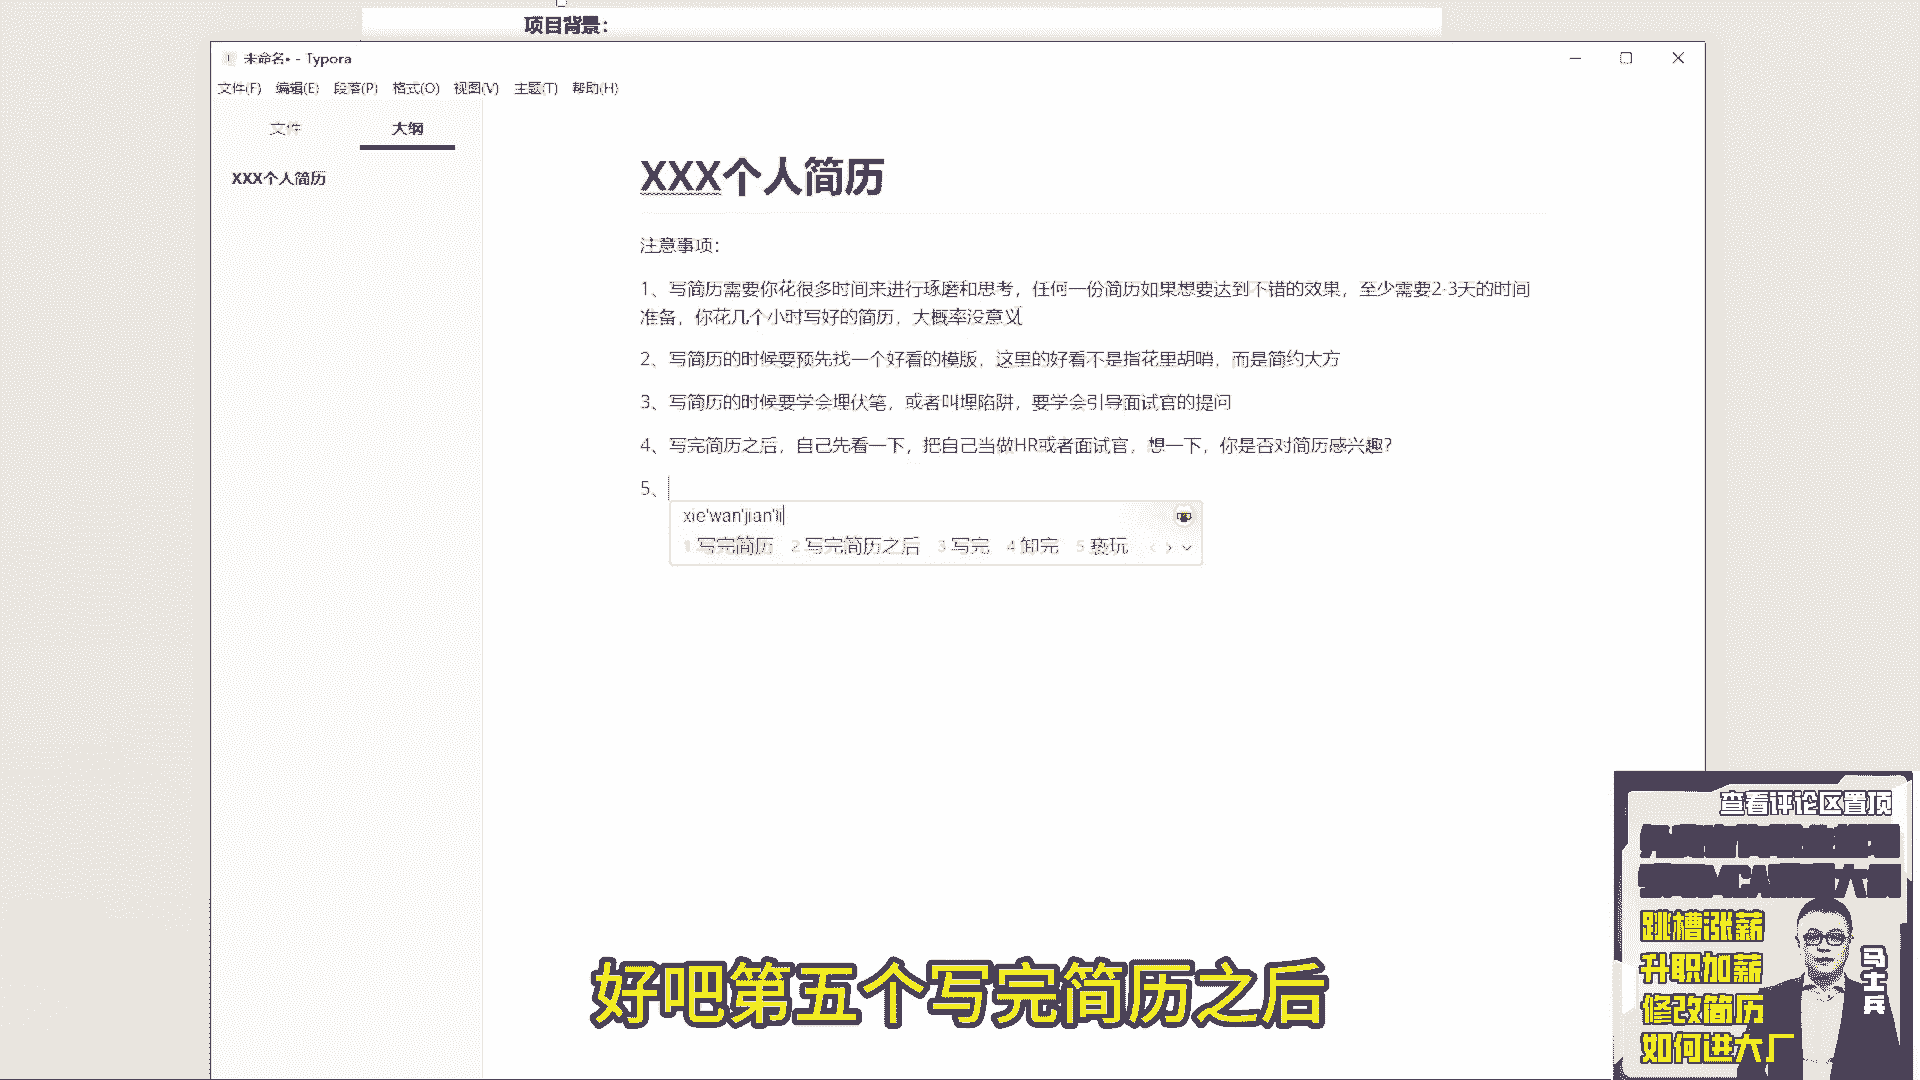 项目背景：
未命名• - Typora
文件(F) 编辑(E) 段落(P) 格式(O) 视图(V) 主题(T) 帮助(H)
文件 大纲
XXX个人简历
XXX个人简历
注意事项：
1、写简历需要你花很多时间来进行琢磨和思考，任何一份简历如果想要达到不错的效果，至少需要2-3天的时间
准备，你花几个小时写好的简历，大概率没意义
2、写简历的时候要预先找一个好看的模版，这里的好看不是指花里胡哨，而是简约大方
3、写简历的时候要学会埋伏笔，或者叫埋陷阱，要学会引导面试官的提问
4、写完简历之后，自己先看一下，把自己当做HR或者面试官，想一下，你是否对简历感兴趣？
5、
xie'wan'jian'li
1 写完简历 2 写完简历之后 3 写完 4 卸完 5 亵玩
查看评论区置顶
跳槽涨薪
升职加薪
修改简历
如何进大厂
马士兵
好吧第五个写完简历之后